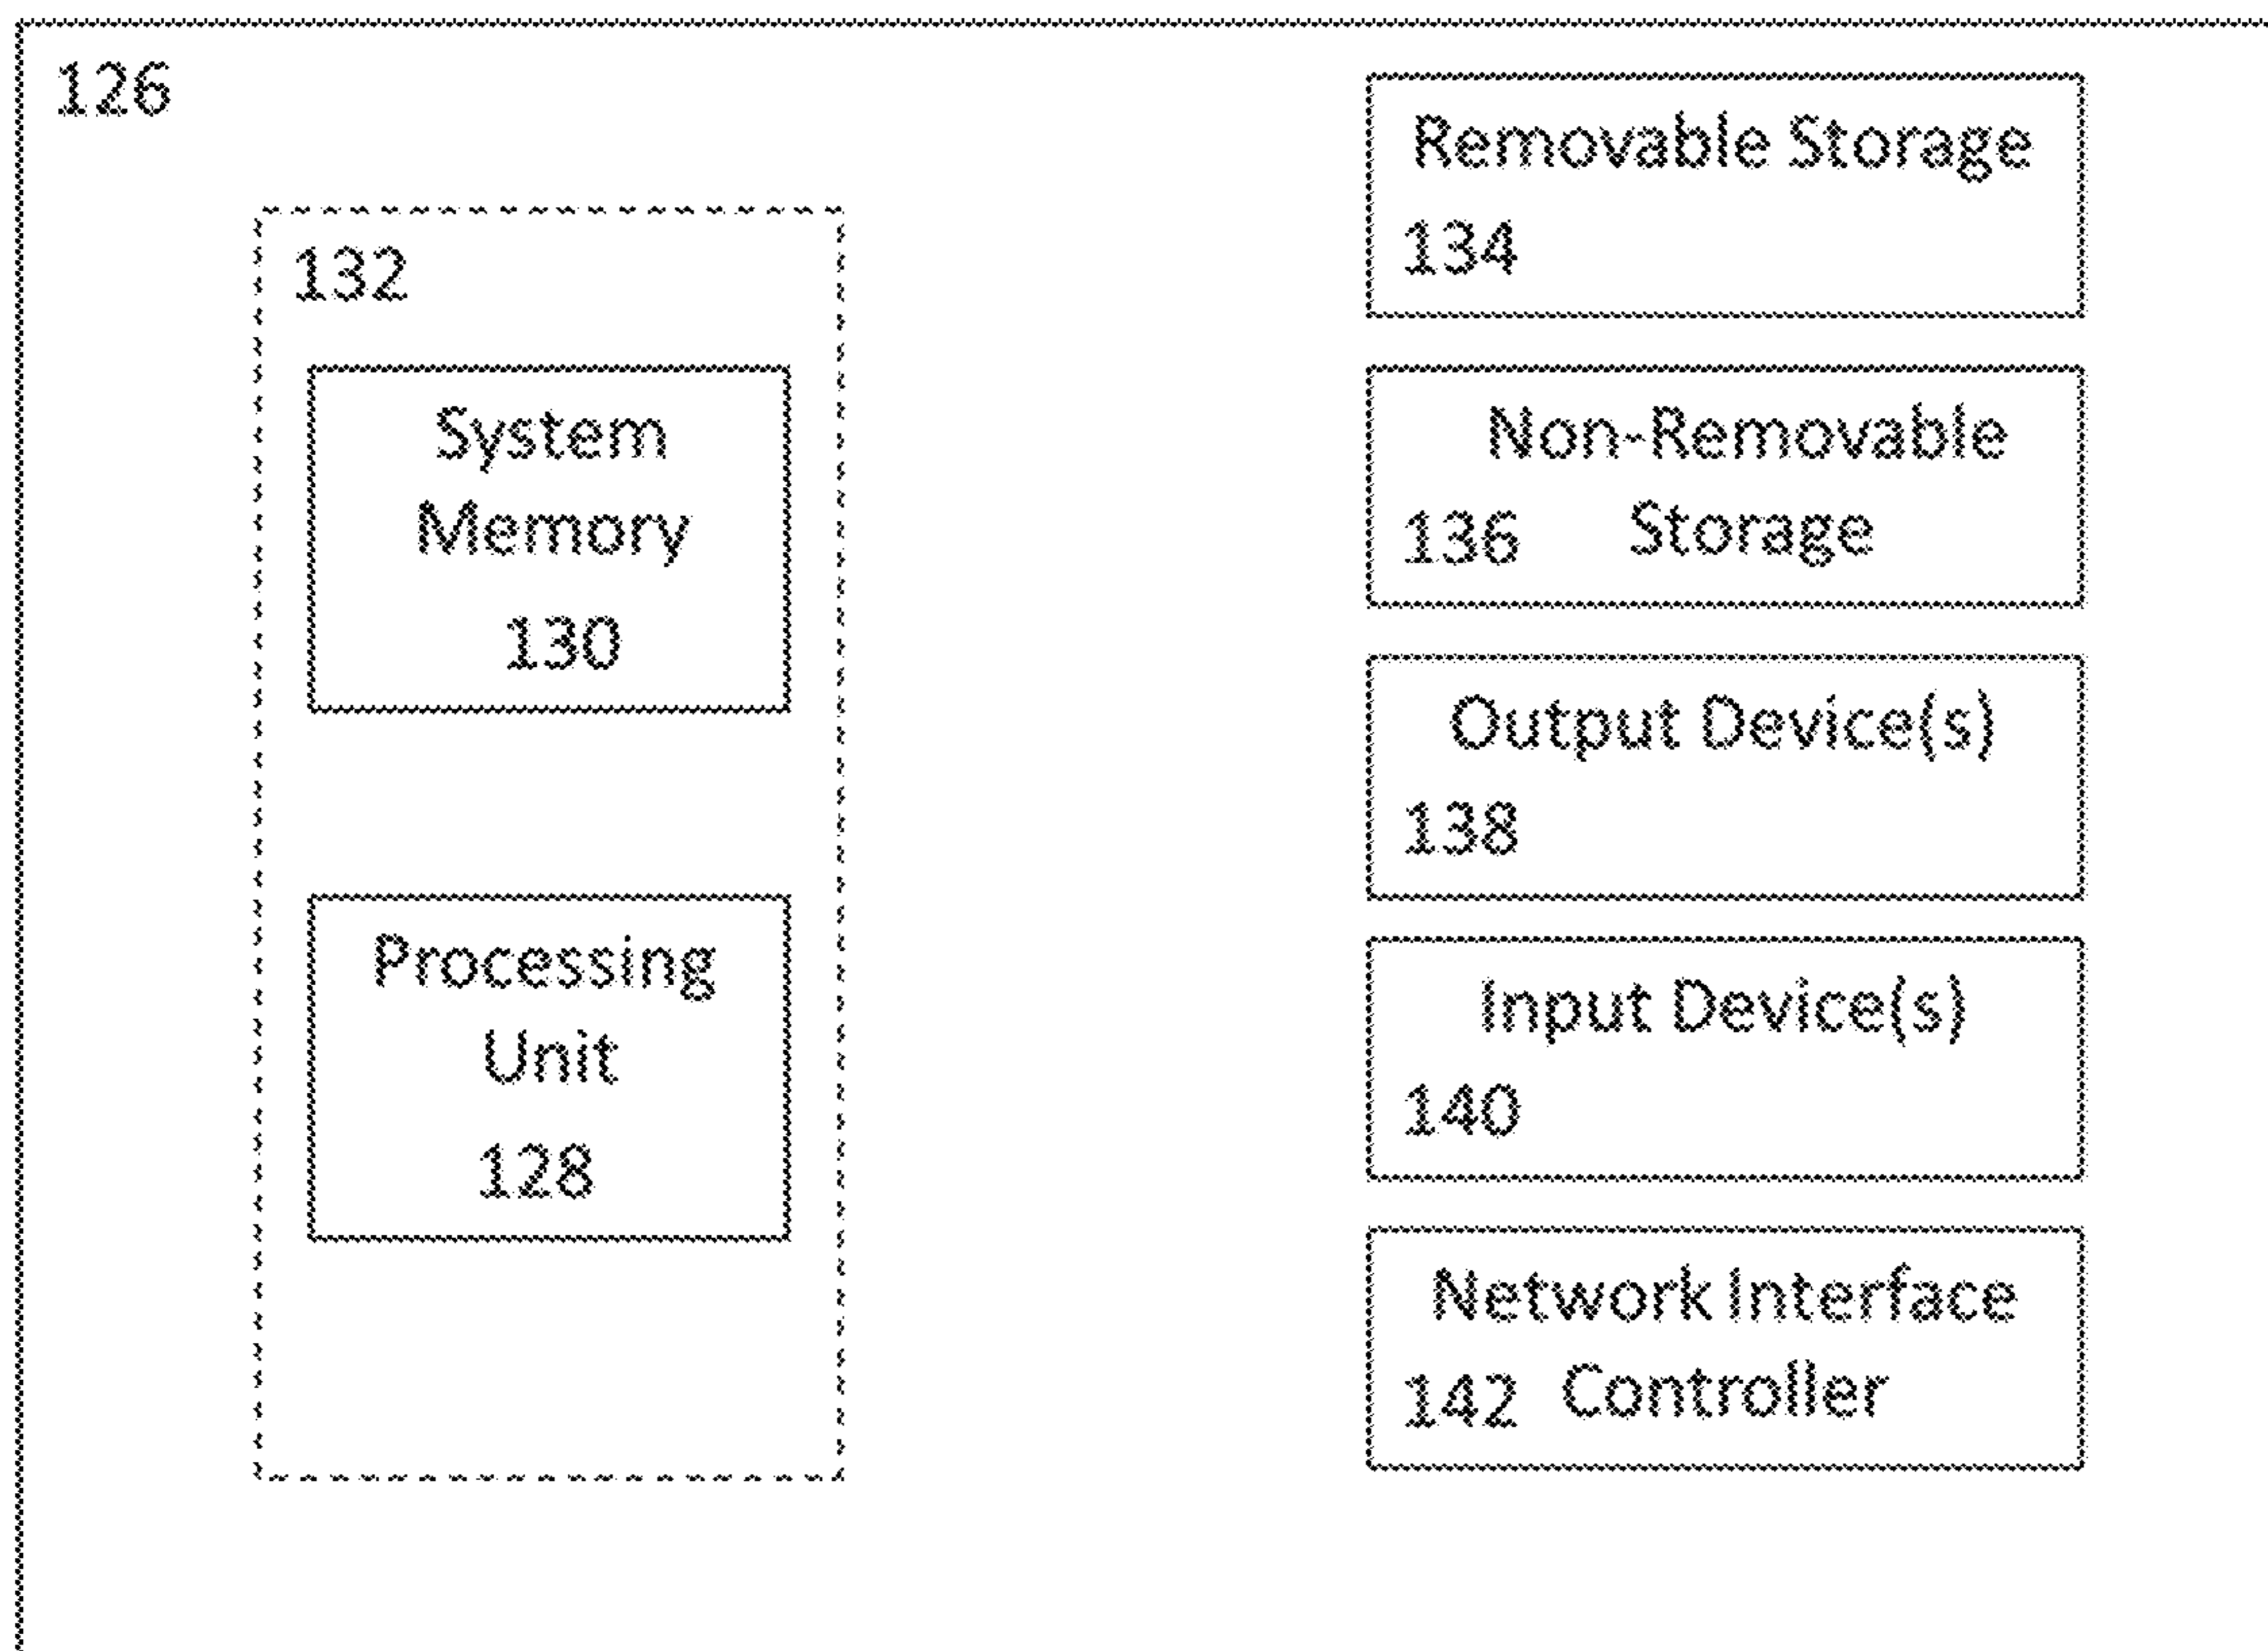 126
132
System
Memory
130
Processing
Unit
128
Removable Storage
134
Non-Removable
136 Storage
Output Device(s)
138
Input Device(s)
140
Network Interface
142 Controller